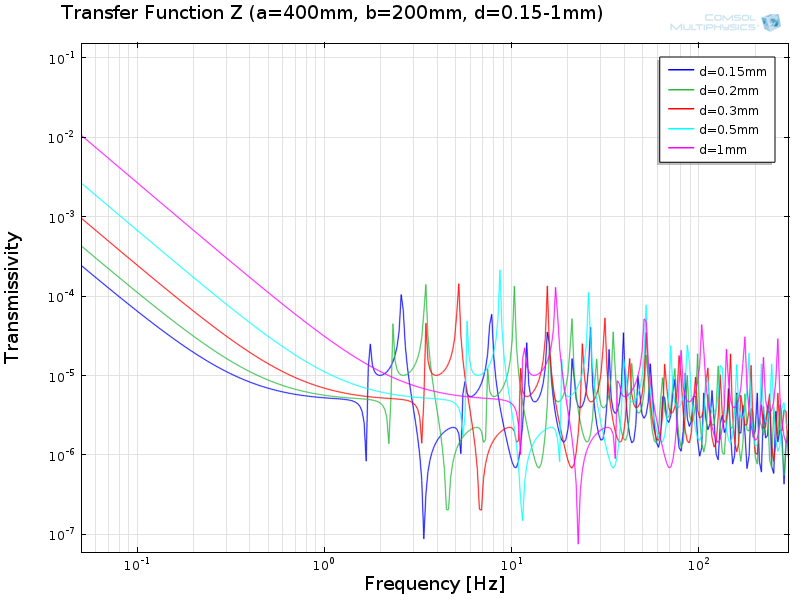 Transfer Function Z (a=400mm, b=200mm, d=0.15-1mm)
COMSOL
MULTIPHYSICS
10⁻¹
10⁻²
10⁻³
10⁻⁴
10⁻⁵
10⁻⁶
10⁻⁷
Transmissivity
d=0.15mm
d=0.2mm
d=0.3mm
d=0.5mm
d=1mm
10⁻¹ 10⁰ 10¹ 10²
Frequency [Hz]